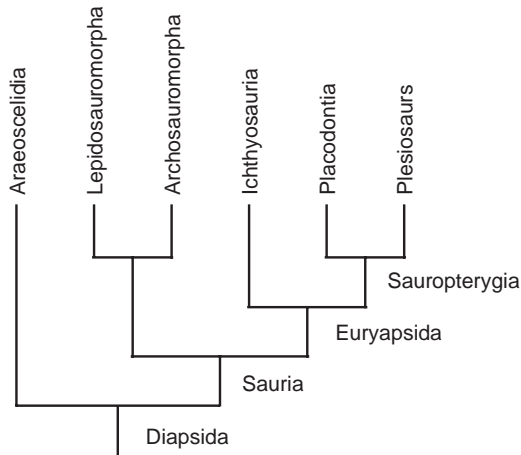 Araeoscelidia
Lepidosauromorpha
Archosauromorpha
Ichthyosauria
Placodontia
Plesiosaurs
Sauropterygia
Euryapsida
Sauria
Diapsida